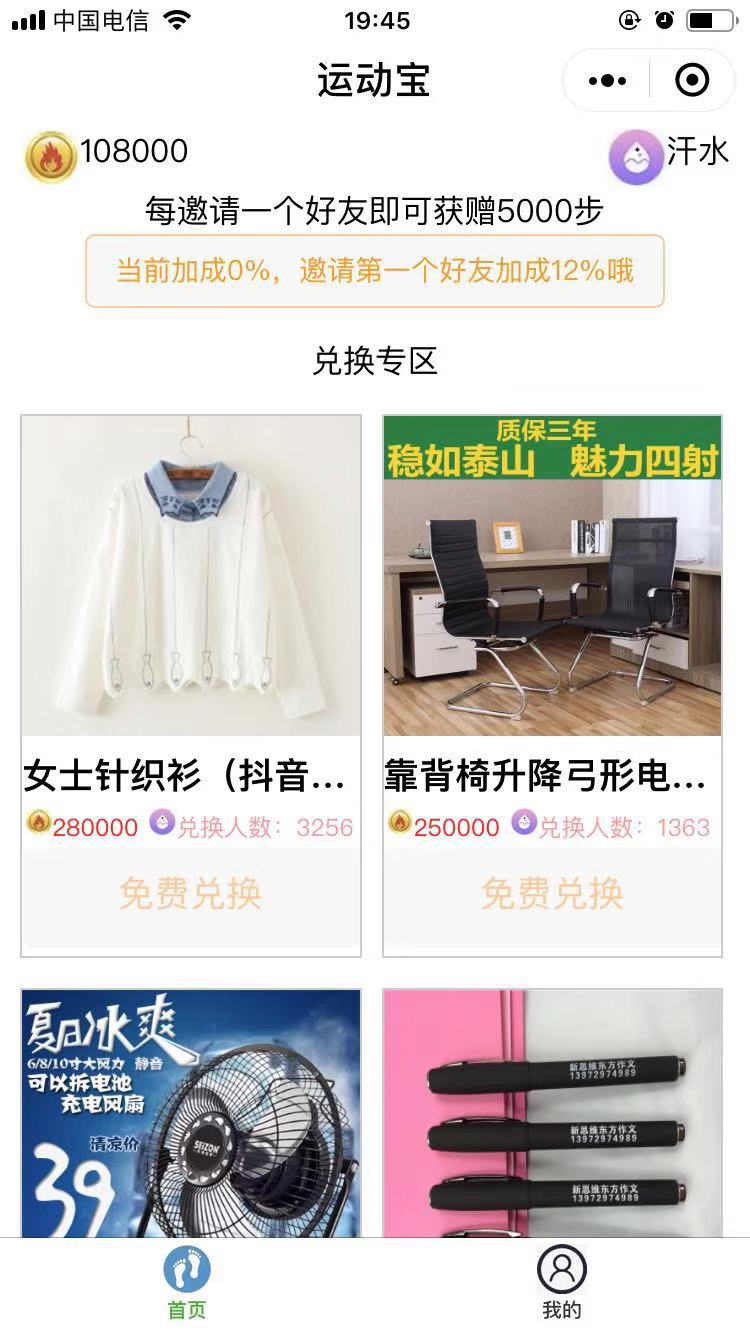 中国电信
19:45
运动宝
108000
汗水
每邀请一个好友即可获赠5000步
当前加成0%，邀请第一个好友加成12%哦
兑换专区
质保三年
稳如泰山 魅力四射
女士针织衫（抖音...
靠背椅升降弓形电...
280000 兑换人数：3256
250000 兑换人数：1363
免费兑换
免费兑换
夏日冰爽
6/8/10寸大风力 静音
可以拆电池
充电风扇
清凉价
39
SEIZON
新思维东方作文
13972974989
新思维东方作文
13972974989
新思维东方作文
13972974989
首页
我的